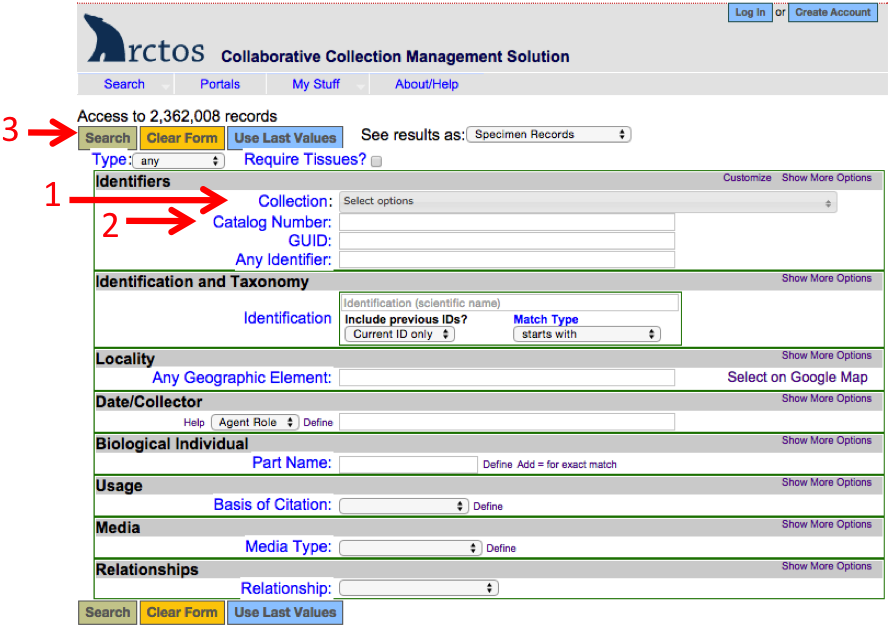 Log In or Create Account
Arctos Collaborative Collection Management Solution
Search Portals My Stuff About/Help
Access to 2,362,008 records
3 Search Clear Form Use Last Values See results as: Specimen Records
Type: any Require Tissues?
Identifiers Customize Show More Options
1 Collection: Select options
2 Catalog Number:
GUID:
Any Identifier:
Identification and Taxonomy Show More Options
Identification (scientific name)
Identification Include previous IDs? Match Type
Current ID only starts with
Locality Show More Options
Any Geographic Element: Select on Google Map
Date/Collector Show More Options
Help Agent Role Define
Biological Individual Show More Options
Part Name: Define Add = for exact match
Usage Show More Options
Basis of Citation: Define
Media Show More Options
Media Type: Define
Relationships Show More Options
Relationship:
Search Clear Form Use Last Values